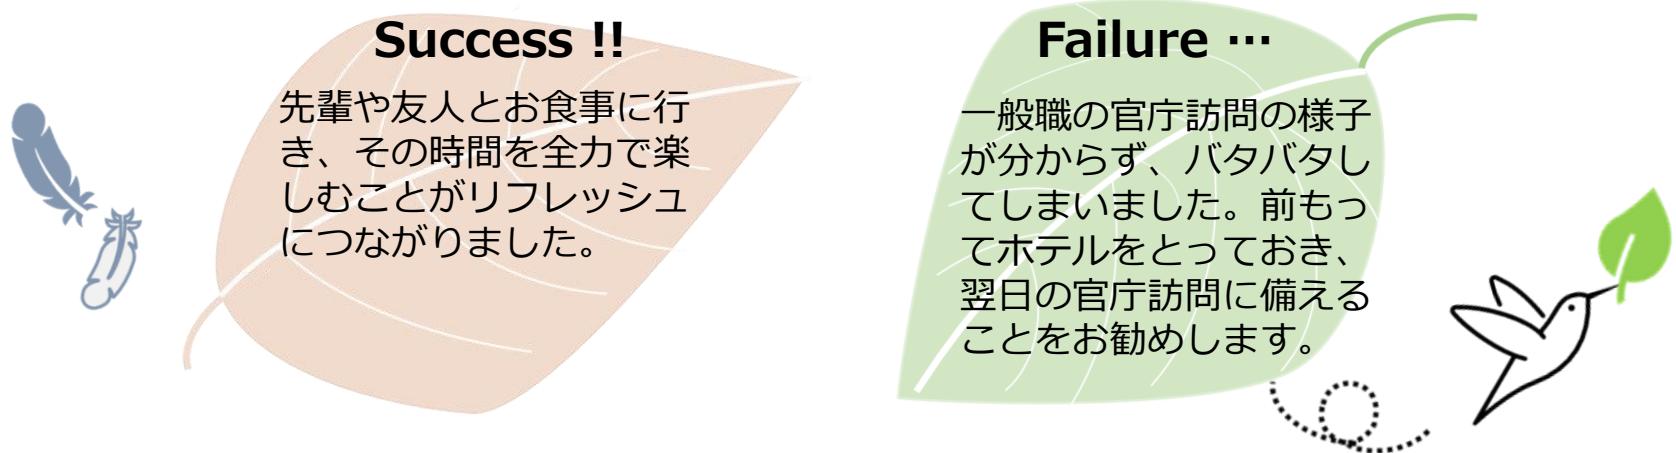 Success !!
先輩や友人とお食事に行
き、その時間を全力で楽
しむことがリフレッシュ
につながりました。
Failure …
一般職の官庁訪問の様子
が分からず、バタバタし
てしまいました。前もっ
てホテルをとっておき、
翌日の官庁訪問に備える
ことをお勧めします。